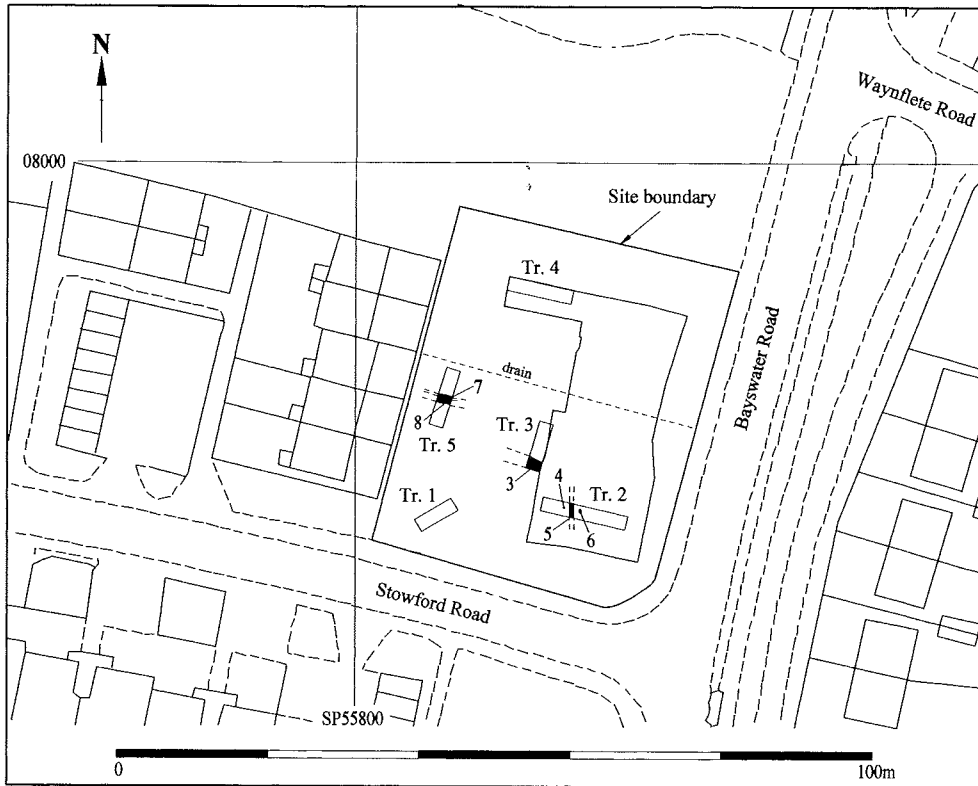 N
Waynflete Road
08000
Site boundary
Tr. 4
Bayswater Road
drain
7
8
Tr. 3
Tr. 5
3
4
Tr. 2
Tr. 1
5
6
Stowford Road
SP55800
0
100m